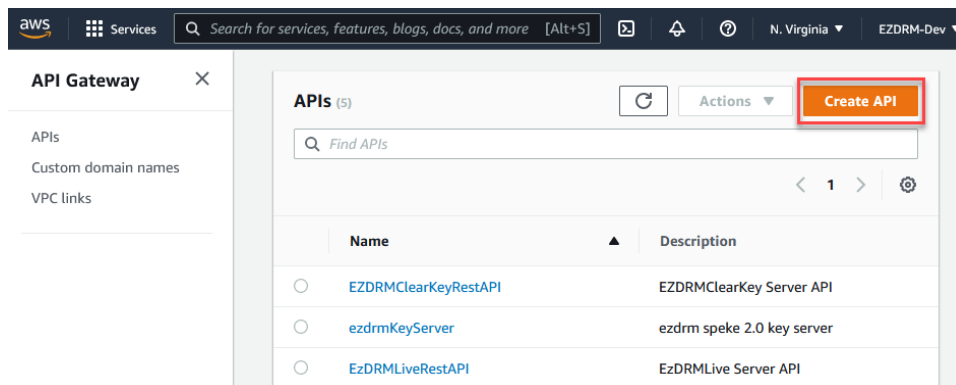 aws Services Search for services, features, blogs, docs, and more [Alt+S] N. Virginia ▼ EZDRM-Dev
API Gateway
APIs
Custom domain names
VPC links
APIs (5) Actions ▼ Create API
Find APIs
1
Name Description
EZDRMClearKeyRestAPI EZDRMClearKey Server API
ezdrmKeyServer ezdrm speke 2.0 key server
EzDRMLiveRestAPI EzDRMLive Server API